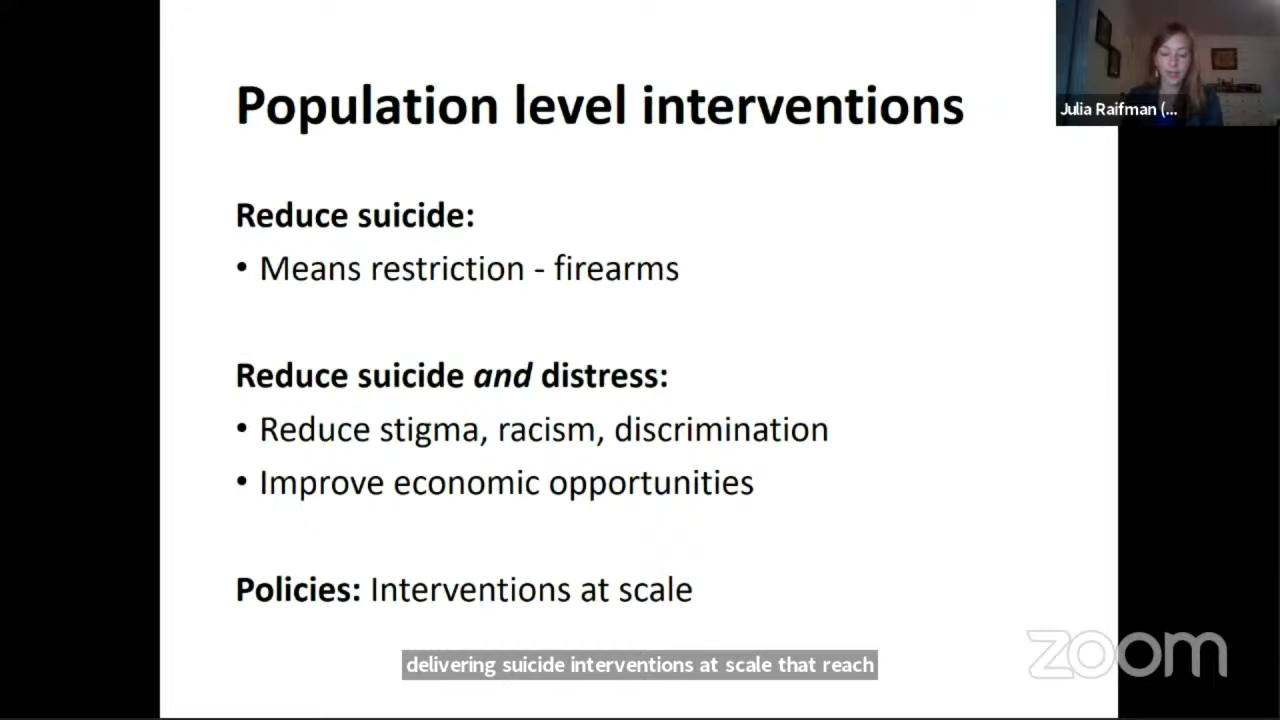 Population level interventions
Julia Raifman (...
Reduce suicide:
• Means restriction - firearms
Reduce suicide and distress:
• Reduce stigma, racism, discrimination
• Improve economic opportunities
Policies: Interventions at scale
delivering suicide interventions at scale that reach
zoom